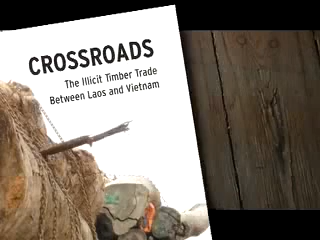 CROSSROADS
The Illicit Timber Trade
Between Laos and Vietnam